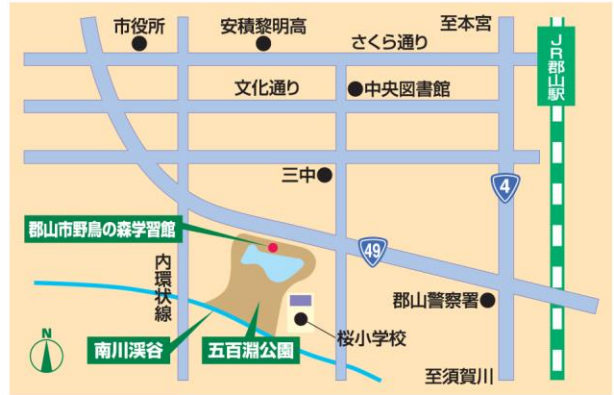 市役所
安積黎明高
さくら通り
至本宮
JR郡山駅
文化通り
中央図書館
三中
4
郡山市野鳥の森学習館
49
内環状線
郡山警察署
桜小学校
N
南川渓谷
五百淵公園
至須賀川